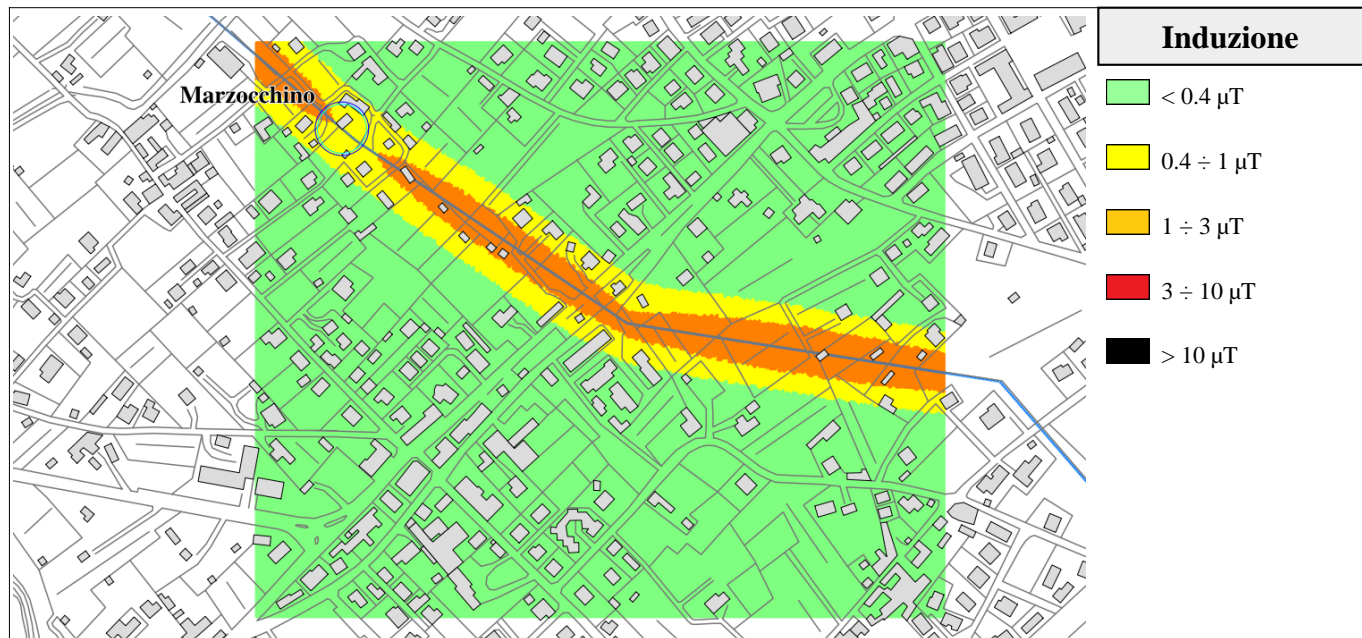 Marzocchino
Induzione
< 0.4 µT
0.4 ÷ 1 µT
1 ÷ 3 µT
3 ÷ 10 µT
> 10 µT